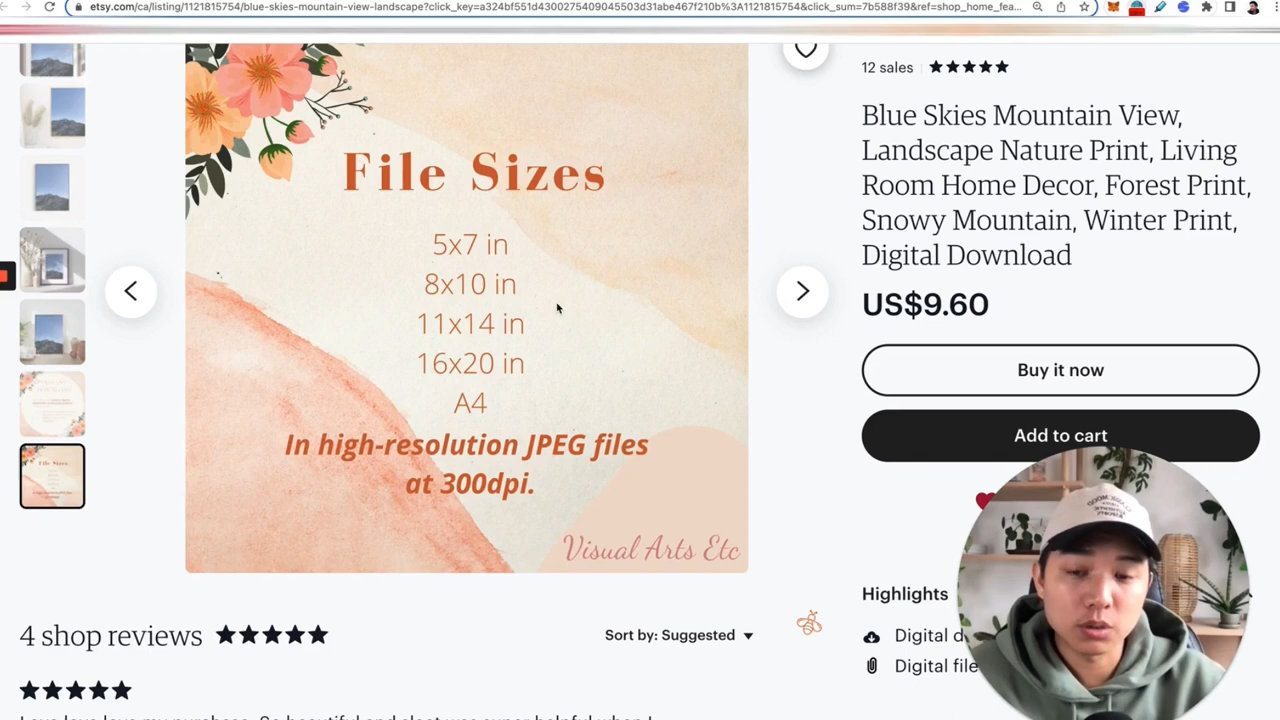 etsy.com/ca/listing/1121815754/blue-skies-mountain-view-landscape?click_key=a324bf551d4300275409045503d31abe467f210b%3A1121815754&click_sum=7b588f39&ref=shop_home_fea...
12 sales
Blue Skies Mountain View,
Landscape Nature Print, Living
Room Home Decor, Forest Print,
Snowy Mountain, Winter Print,
Digital Download
US$9.60
Buy it now
Add to cart
File Sizes
5x7 in
8x10 in
11x14 in
16x20 in
A4
In high-resolution JPEG files
at 300dpi.
Visual Arts Etc
Highlights
Digital d
Digital file
4 shop reviews
Sort by: Suggested